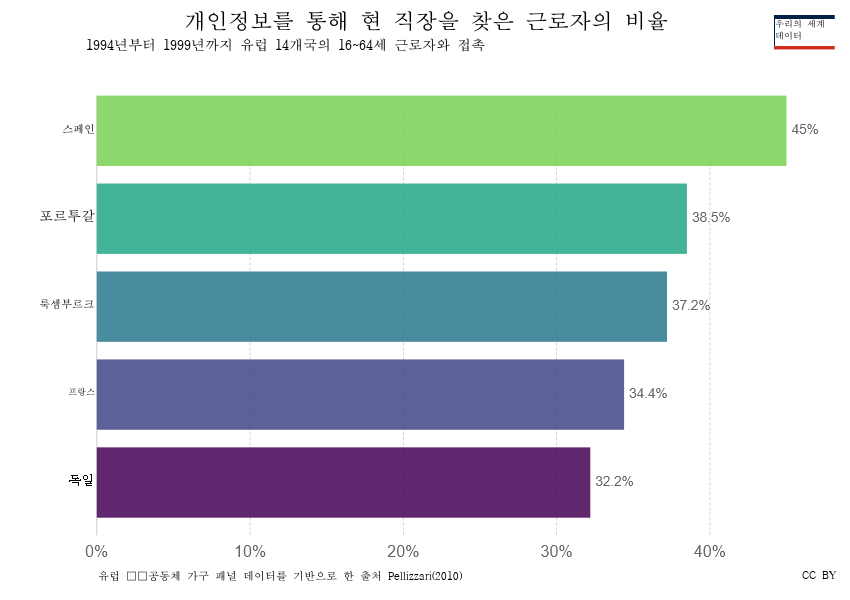 개인정보를 통해 현 직장을 찾은 근로자의 비율
1994년부터 1999년까지 유럽 14개국의 16~64세 근로자와 접촉
우리의 세계
데이터
스페인
45%
포르투갈
38.5%
룩셈부르크
37.2%
프랑스
34.4%
독일
32.2%
0% 10% 20% 30% 40%
유럽 □□공동체 가구 패널 데이터를 기반으로 한 출처 Pellizzari(2010)
CC BY